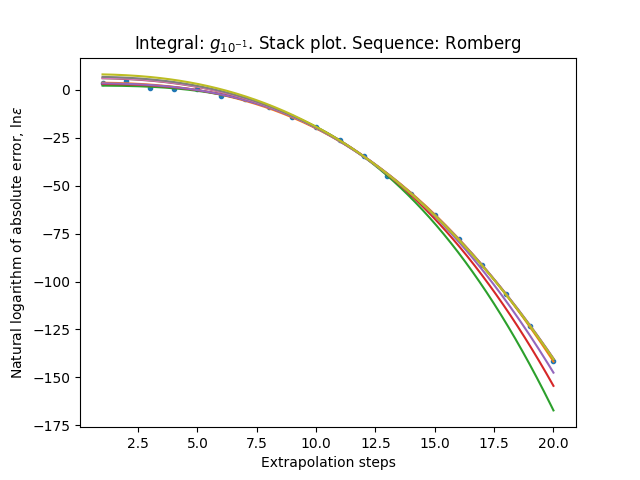 Integral: g₁₀₋₁. Stack plot. Sequence: Romberg
Natural logarithm of absolute error, lnε
0
−25
−50
−75
−100
−125
−150
−175
2.5 5.0 7.5 10.0 12.5 15.0 17.5 20.0
Extrapolation steps